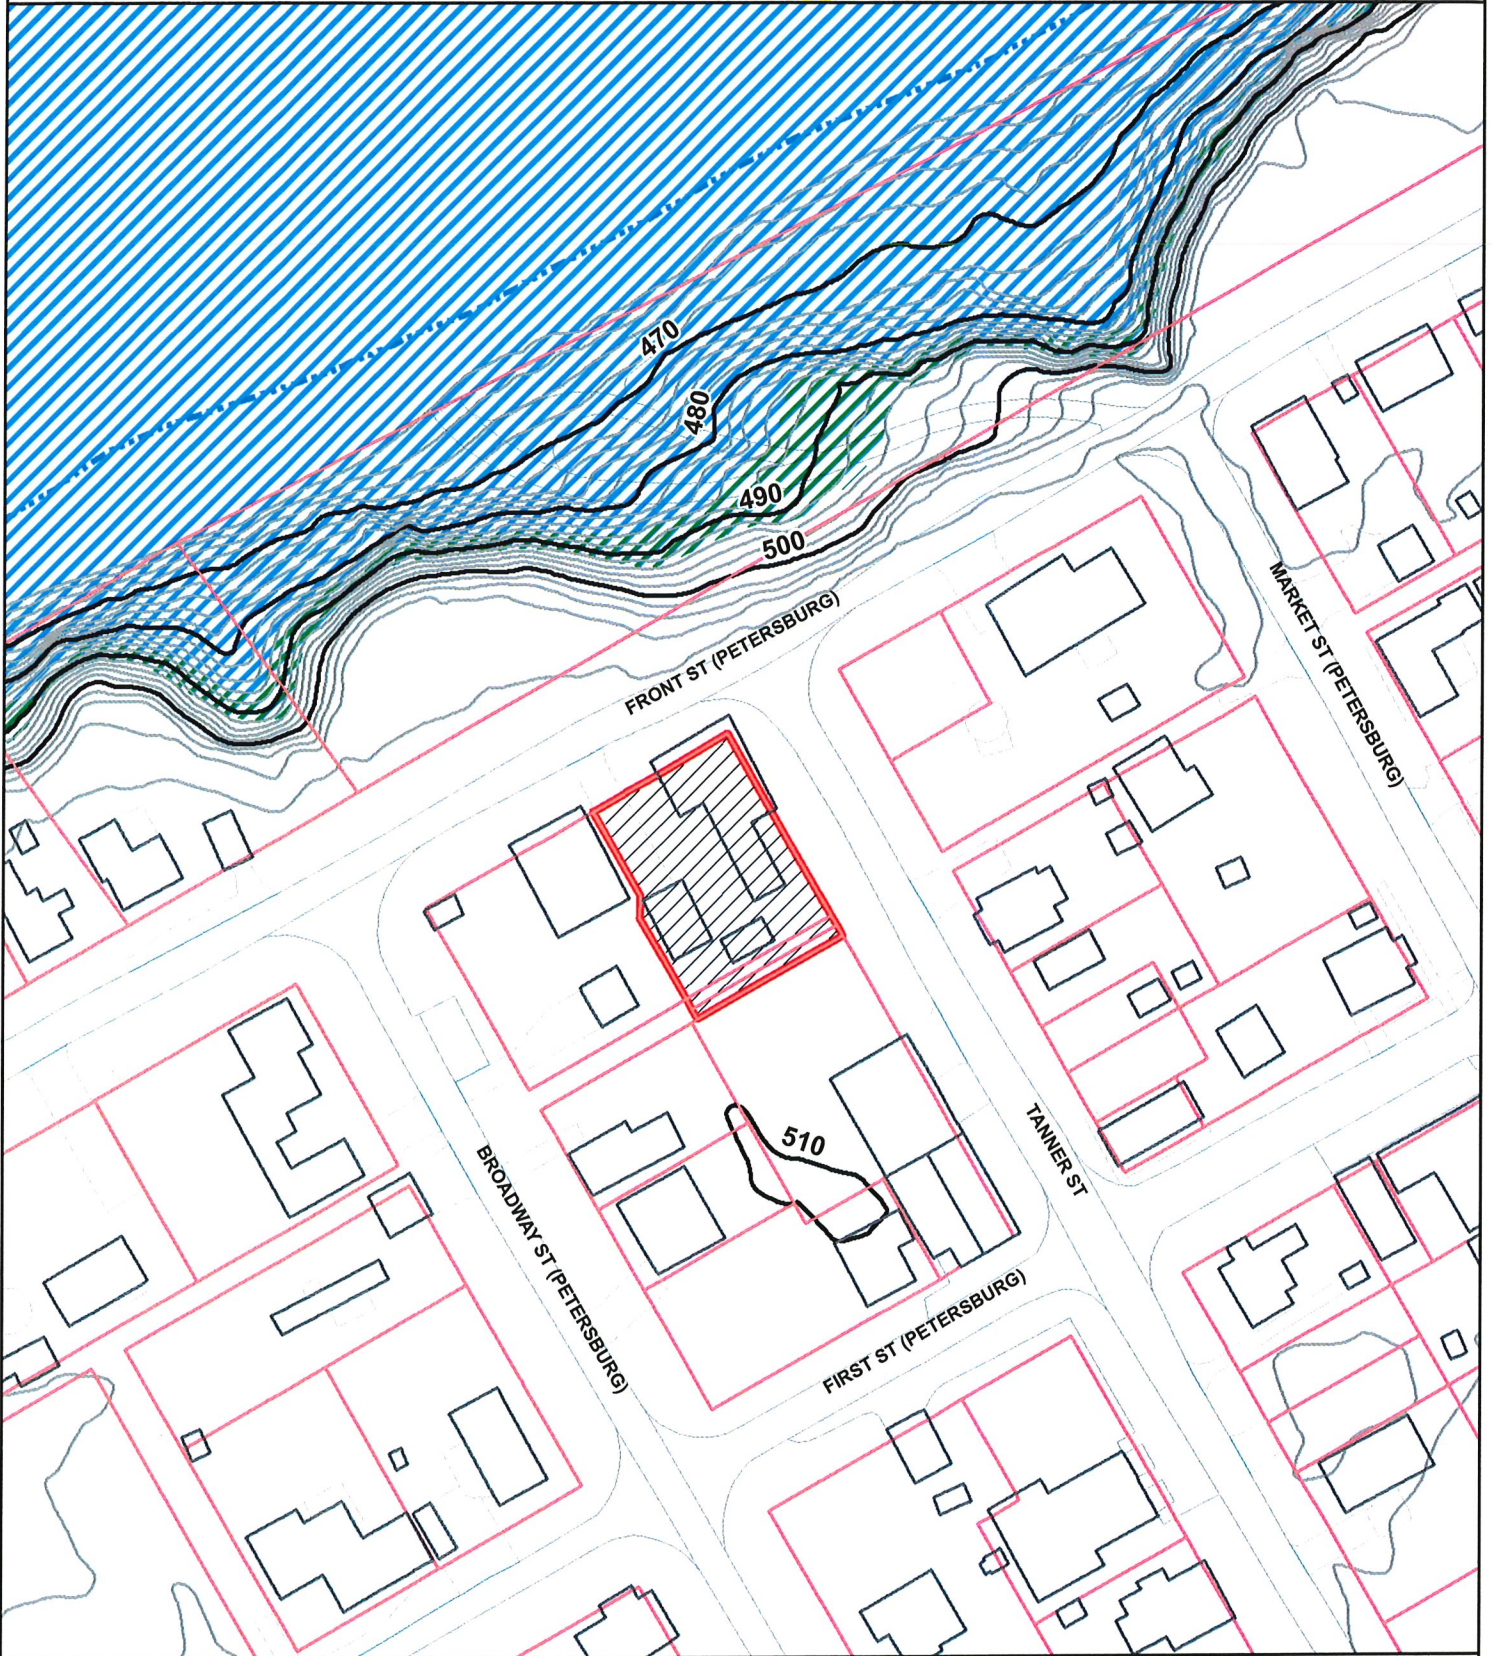 470
480
490
500
FRONT ST (PETERSBURG)
MARKET ST (PETERSBURG)
510
TANNER ST
BROADWAY ST (PETERSBURG)
FIRST ST (PETERSBURG)